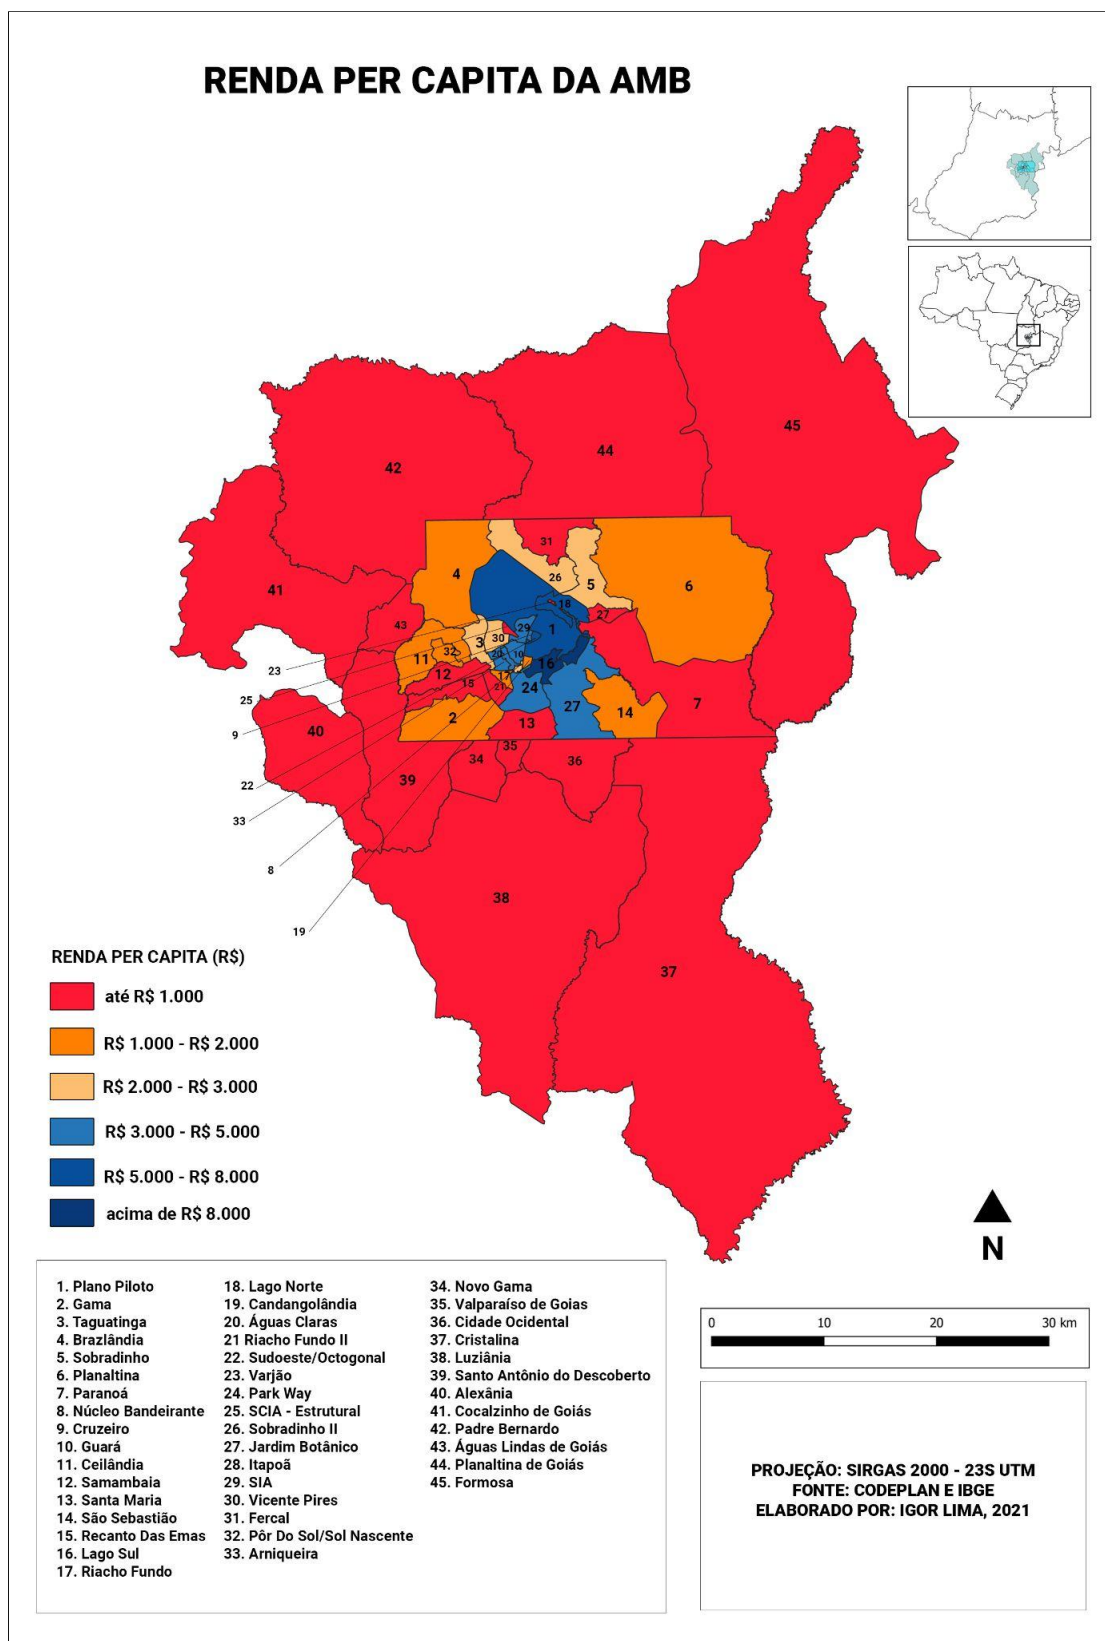 RENDA PER CAPITA DA AMB
45
44
42
31
4
26
5
6
41
18
27
43
29
1
30
3
32
11
20
10
16
23
12
17
15
21
24
7
25
27
14
2
13
9
40
35
34
36
39
22
33
8
38
19
37
RENDA PER CAPITA (R$)
até R$ 1.000
R$ 1.000 - R$ 2.000
R$ 2.000 - R$ 3.000
R$ 3.000 - R$ 5.000
R$ 5.000 - R$ 8.000
acima de R$ 8.000
N
1. Plano Piloto
2. Gama
3. Taguatinga
4. Brazlândia
5. Sobradinho
6. Planaltina
7. Paranoá
8. Núcleo Bandeirante
9. Cruzeiro
10. Guará
11. Ceilândia
12. Samambaia
13. Santa Maria
14. São Sebastião
15. Recanto Das Emas
16. Lago Sul
17. Riacho Fundo
18. Lago Norte
19. Candangolândia
20. Águas Claras
21 Riacho Fundo II
22. Sudoeste/Octogonal
23. Varjão
24. Park Way
25. SCIA - Estrutural
26. Sobradinho II
27. Jardim Botânico
28. Itapoã
29. SIA
30. Vicente Pires
31. Fercal
32. Pôr Do Sol/Sol Nascente
33. Arniqueira
34. Novo Gama
35. Valparaíso de Goias
36. Cidade Ocidental
37. Cristalina
38. Luziânia
39. Santo Antônio do Descoberto
40. Alexânia
41. Cocalzinho de Goiás
42. Padre Bernardo
43. Águas Lindas de Goiás
44. Planaltina de Goiás
45. Formosa
0 10 20 30 km
PROJEÇÃO: SIRGAS 2000 - 23S UTM
FONTE: CODEPLAN E IBGE
ELABORADO POR: IGOR LIMA, 2021